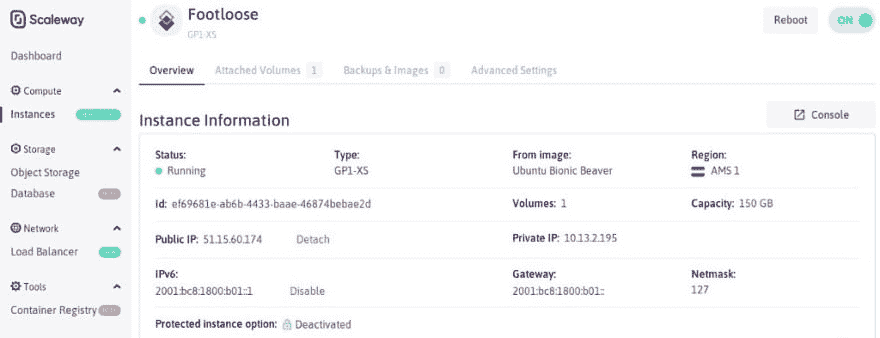 Scaleway
Dashboard
Compute
Instances
Storage
Object Storage
Database
Network
Load Balancer
Tools
Container Registry
Footloose
GP1-XS
Reboot
ON
Overview Attached Volumes 1 Backups & Images 0 Advanced Settings
Instance Information
Console
Status: Type: From image: Region:
Running GP1-XS Ubuntu Bionic Beaver AMS 1
Id: ef69681e-ab6b-4433-baae-46874bebae2d Volumes: 1 Capacity: 150 GB
Public IP: 51.15.60.174 Detach Private IP: 10.13.2.195
IPv6: Gateway: Netmask:
2001:bc8:1800:b01::1 Disable 2001:bc8:1800:b01:: 127
Protected instance option: Deactivated